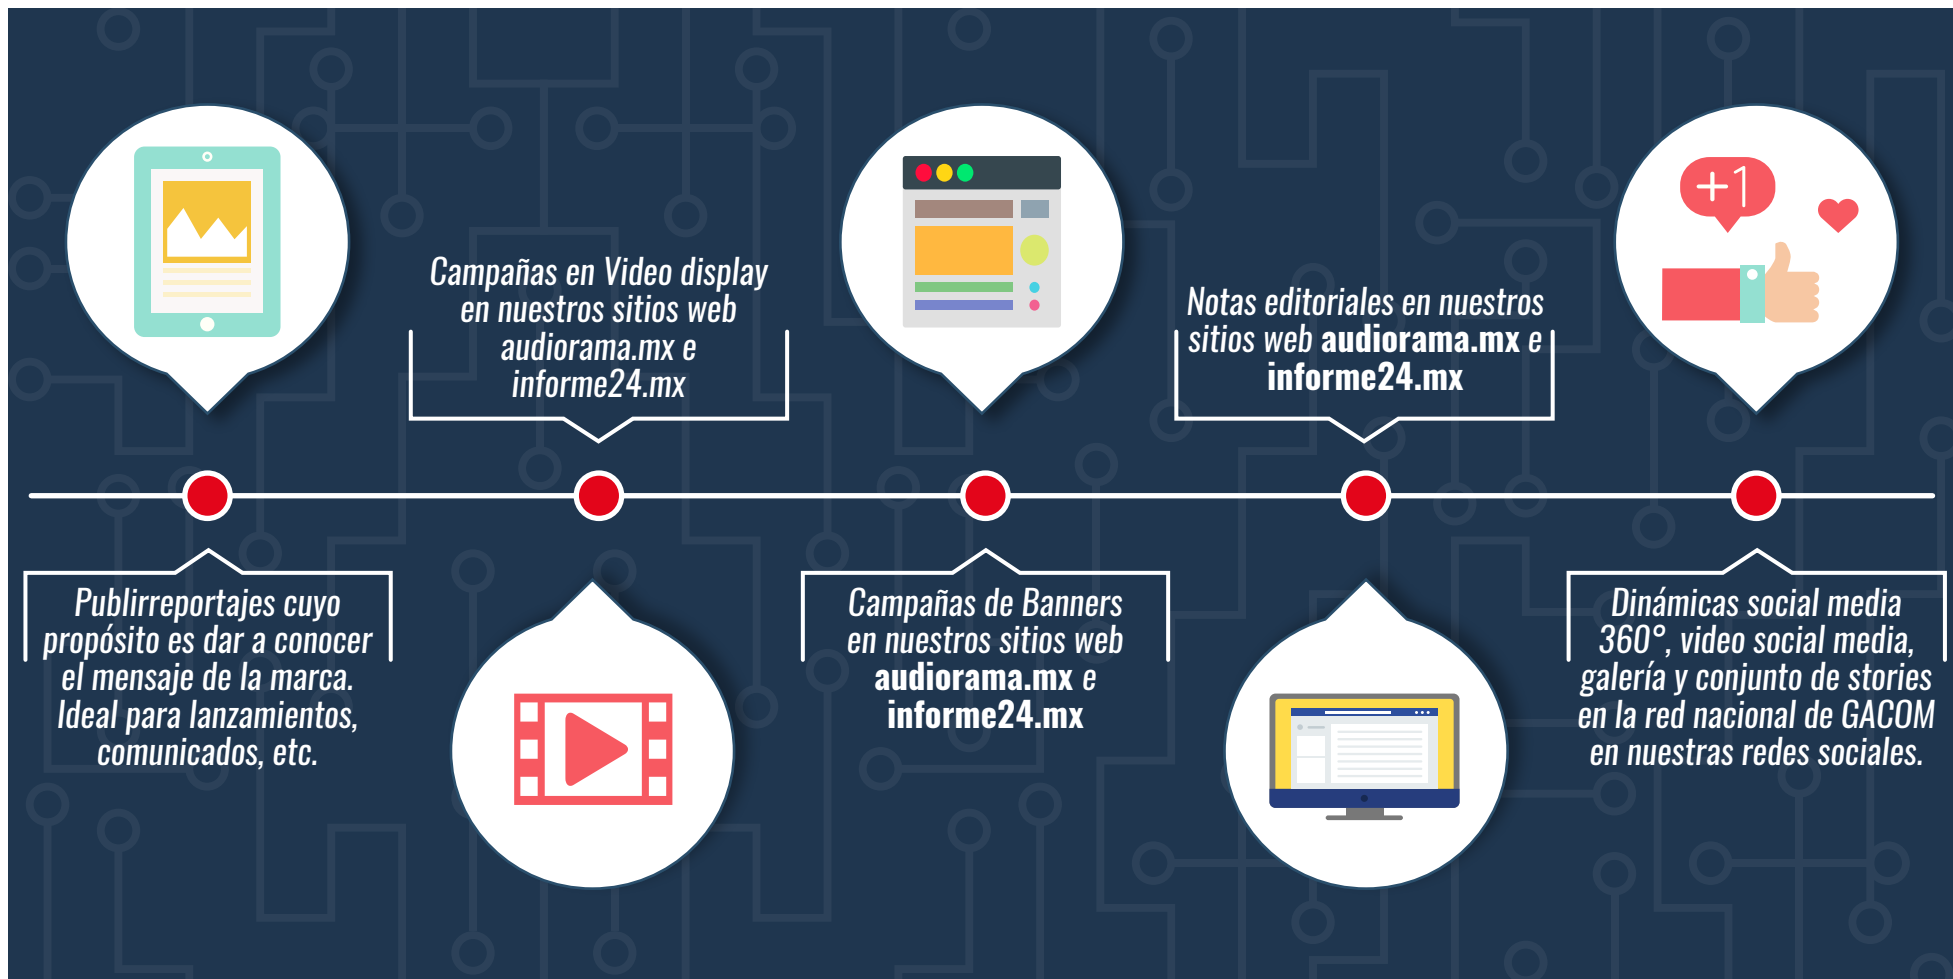 +1
Campañas en Video display
en nuestros sitios web
audiorama.mx e
informe24.mx
Notas editoriales en nuestros
sitios web audiorama.mx e
informe24.mx
Publirreportajes cuyo
propósito es dar a conocer
el mensaje de la marca.
Ideal para lanzamientos,
comunicados, etc.
Campañas de Banners
en nuestros sitios web
audiorama.mx e
informe24.mx
Dinámicas social media
360°, video social media,
galería y conjunto de stories
en la red nacional de GACOM
en nuestras redes sociales.